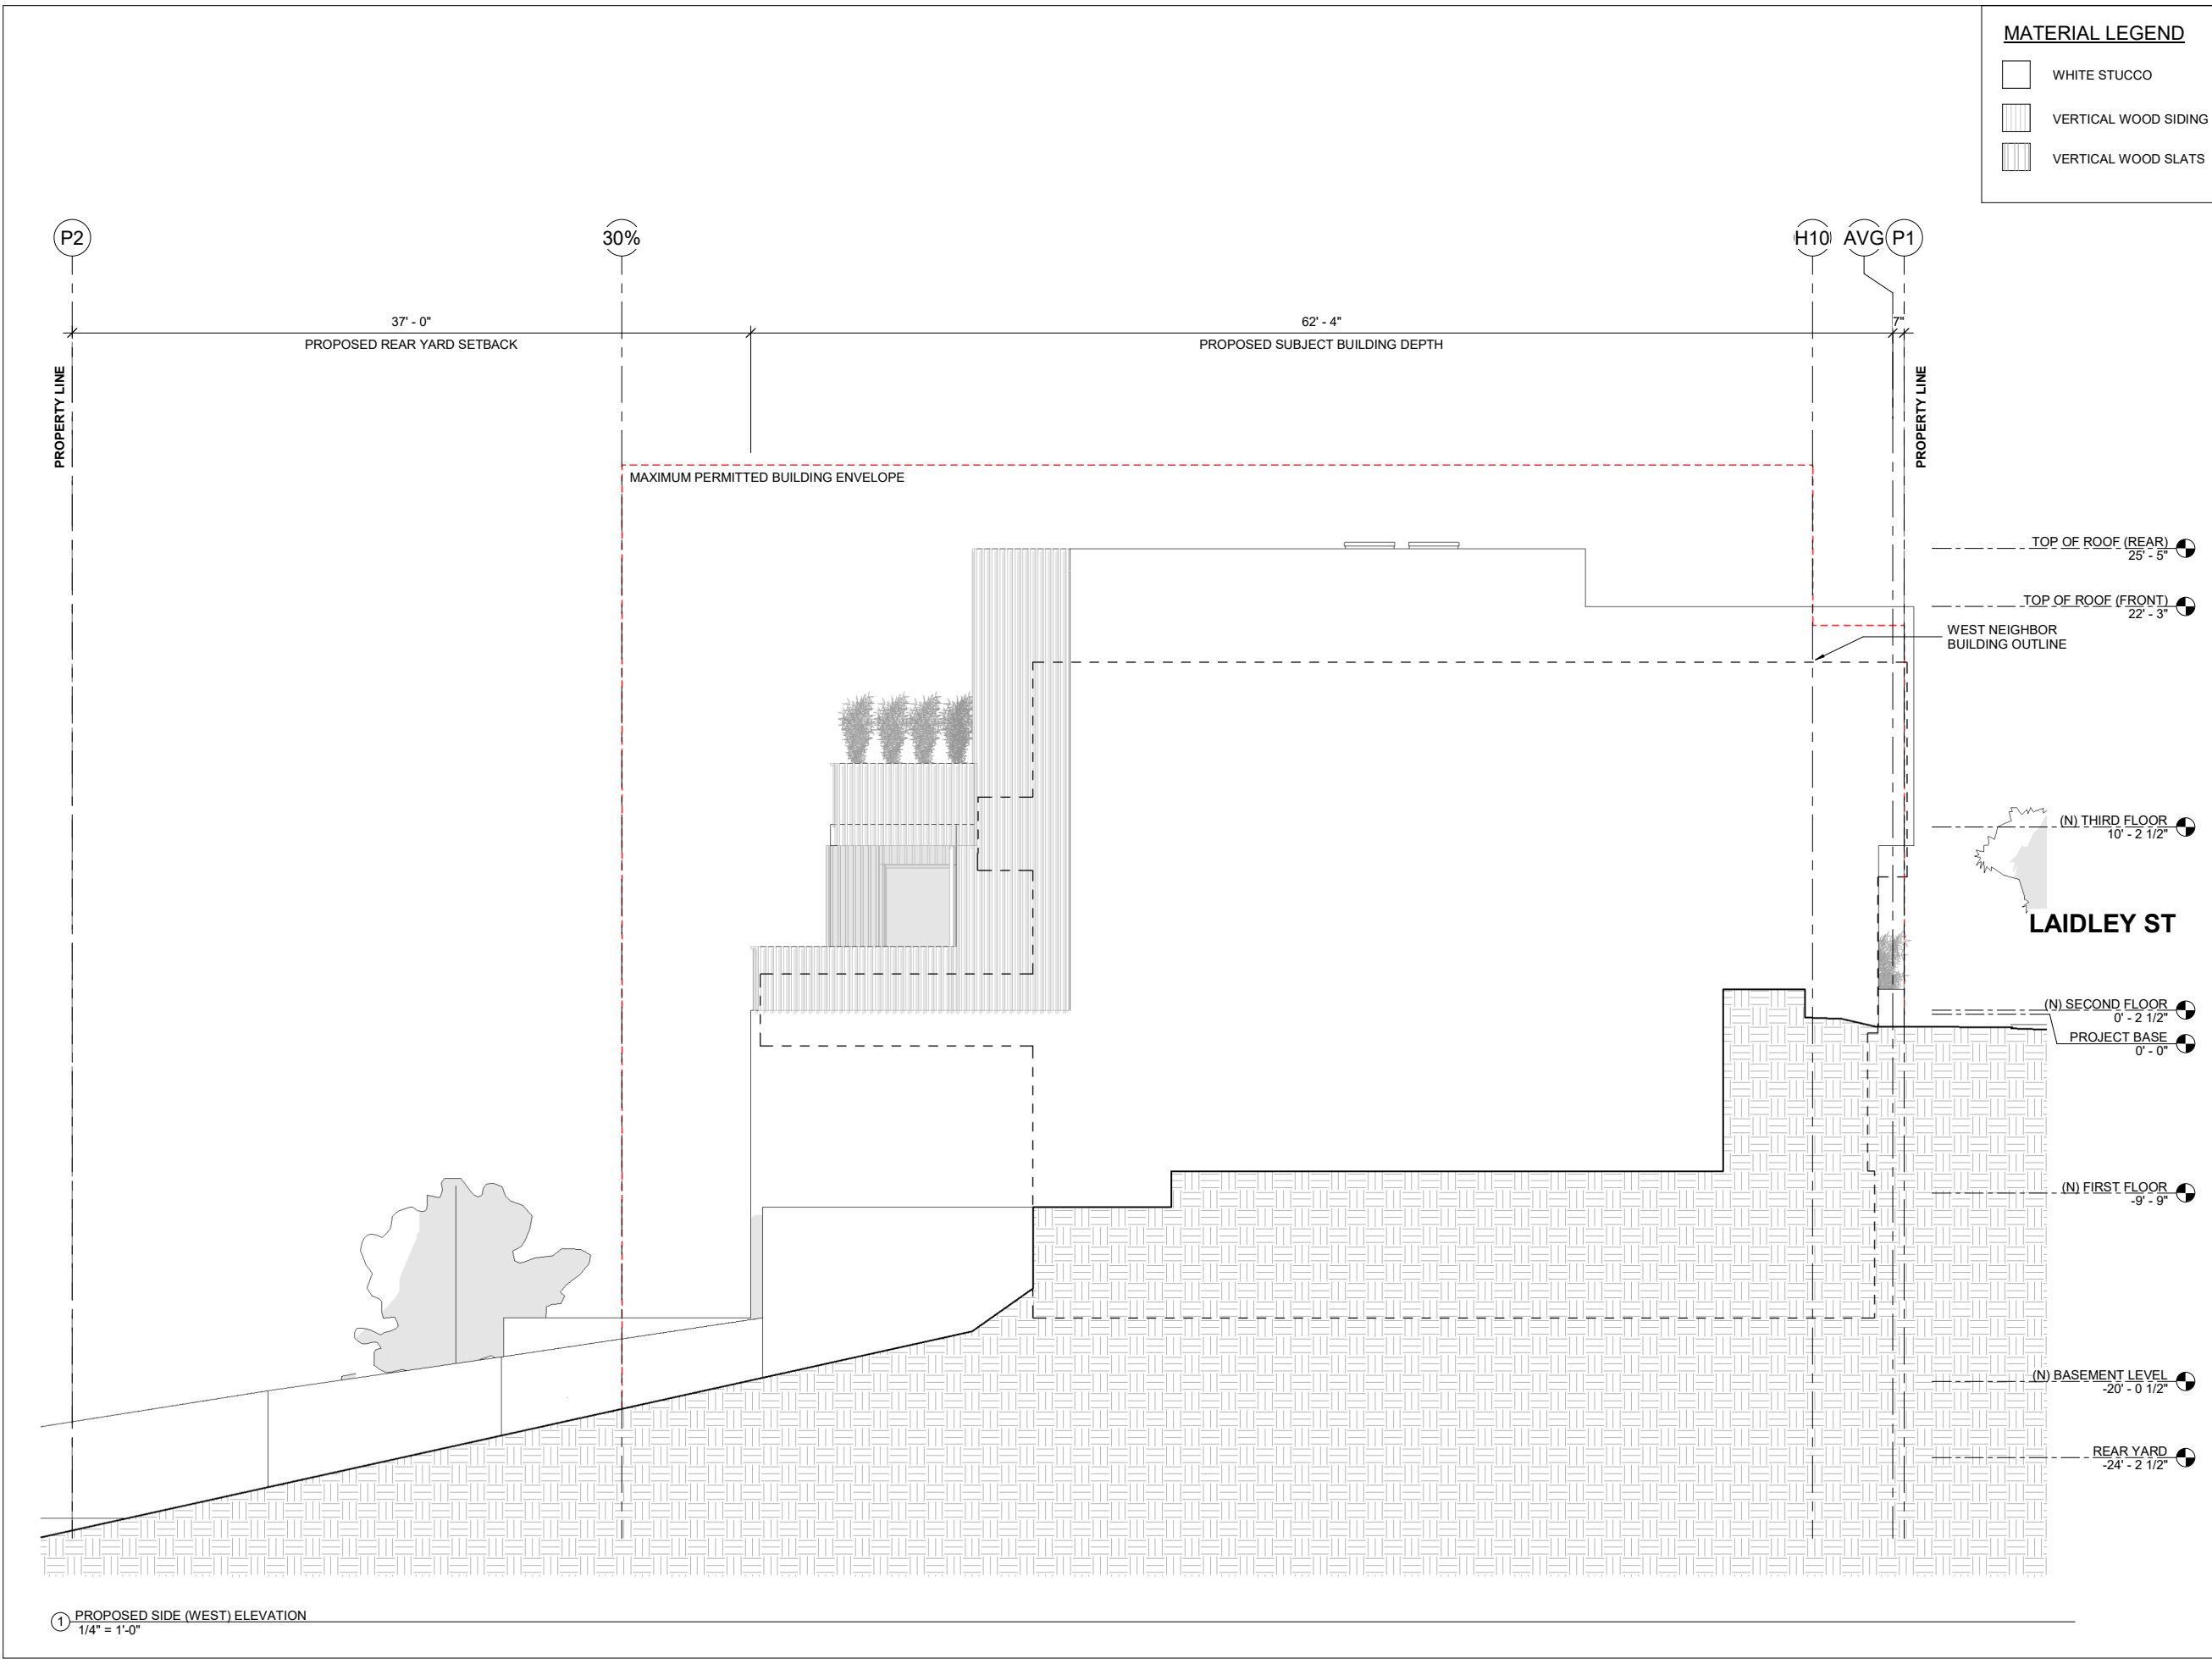 MATERIAL LEGEND
WHITE STUCCO
VERTICAL WOOD SIDING
VERTICAL WOOD SLATS
P2
30%
H10
AVG
P1
37' - 0"
PROPOSED REAR YARD SETBACK
62' - 4"
PROPOSED SUBJECT BUILDING DEPTH
7"
PROPERTY LINE
PROPERTY LINE
MAXIMUM PERMITTED BUILDING ENVELOPE
TOP OF ROOF (REAR)
25' - 5"
TOP OF ROOF (FRONT)
22' - 3"
WEST NEIGHBOR
BUILDING OUTLINE
(N) THIRD FLOOR
10' - 2 1/2"
LAIDLEY ST
(N) SECOND FLOOR
0' - 2 1/2"
PROJECT BASE
0' - 0"
(N) FIRST FLOOR
-9' - 9"
(N) BASEMENT LEVEL
-20' - 0 1/2"
REAR YARD
-24' - 2 1/2"
1
PROPOSED SIDE (WEST) ELEVATION
1/4" = 1'-0"